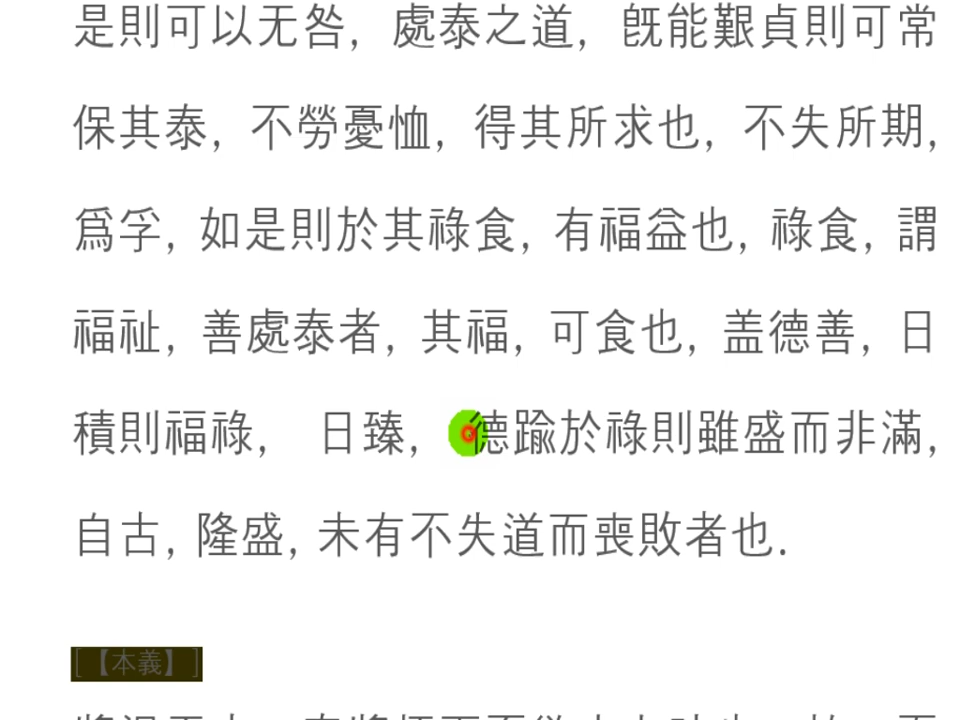 是則可以无咎, 處泰之道, 旣能艱貞則可常
保其泰, 不勞憂恤, 得其所求也, 不失所期,
爲孚, 如是則於其祿食, 有福益也, 祿食, 謂
福祉, 善處泰者, 其福, 可食也, 盖德善, 日
積則福祿, 日臻, 德踰於祿則雖盛而非滿,
自古, 隆盛, 未有不失道而喪敗者也.
[【本義】]